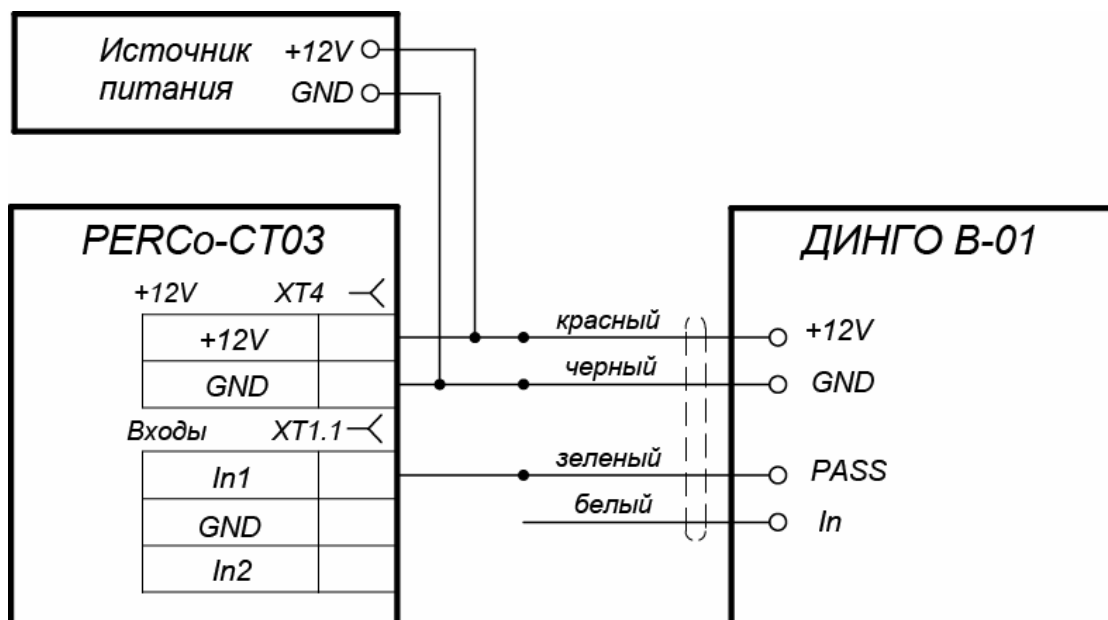 Источник +12V
питания GND
PERCo-CT03
ДИНГО В-01
+12V XT4
+12V
GND
Входы XT1.1
In1
GND
In2
красный
черный
зеленый
белый
+12V
GND
PASS
In